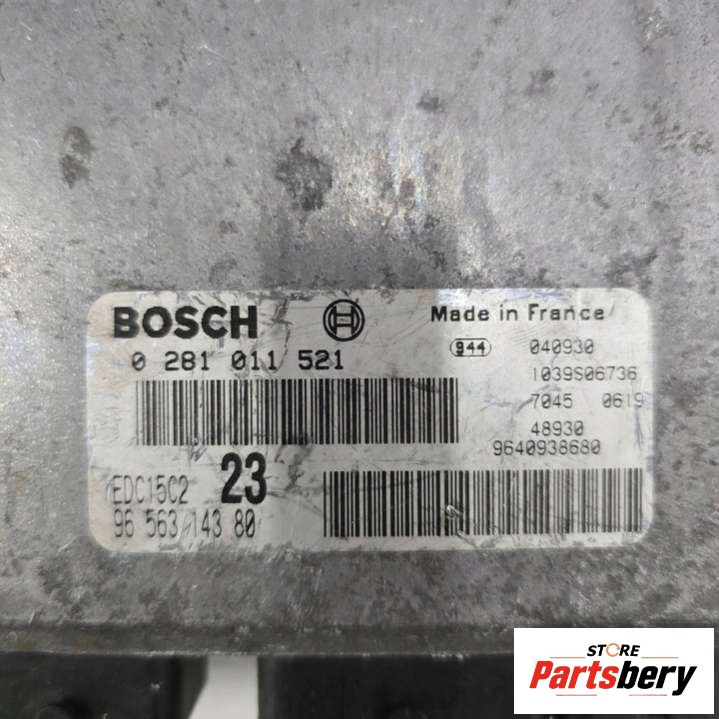 BOSCH
Made in France
0 281 011 521
944 040930
1039S06736
7045 0619
48930
9640938680
EDC15C2 23
96 563 143 80
STORE
Partsbery